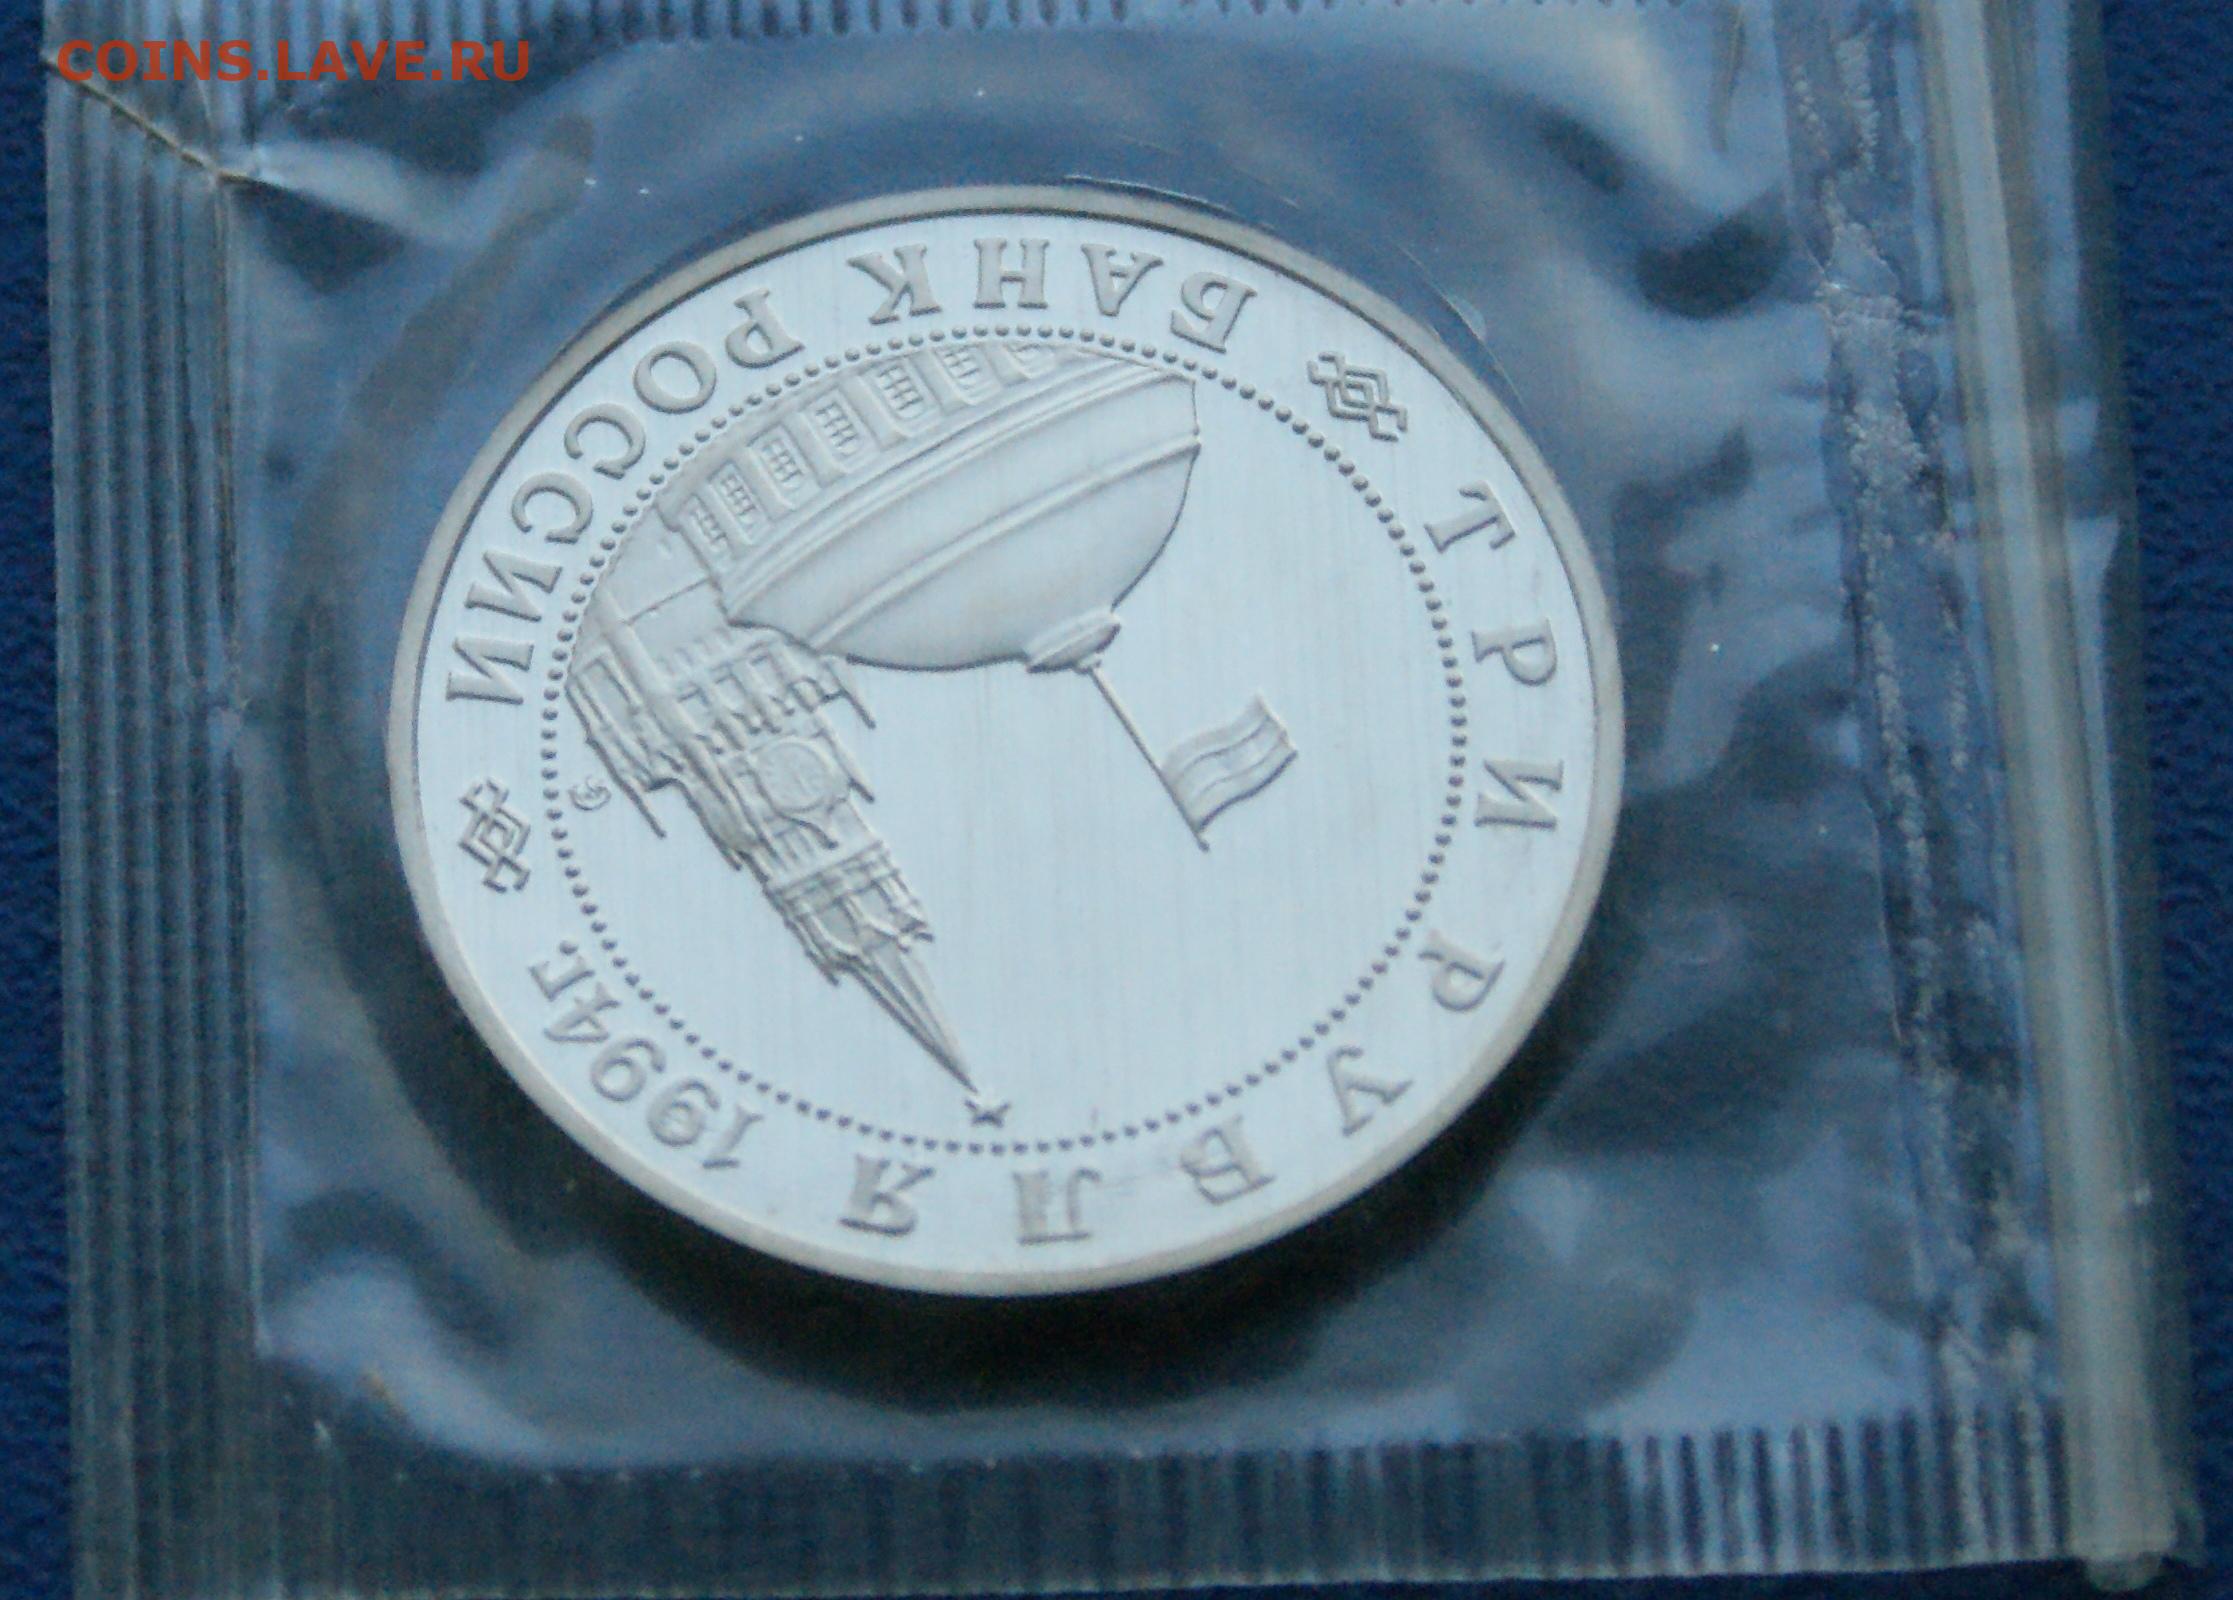 COINS.LAVE.RU
ТРИ РУБЛЯ
1994г.
БАНК РОССИИ